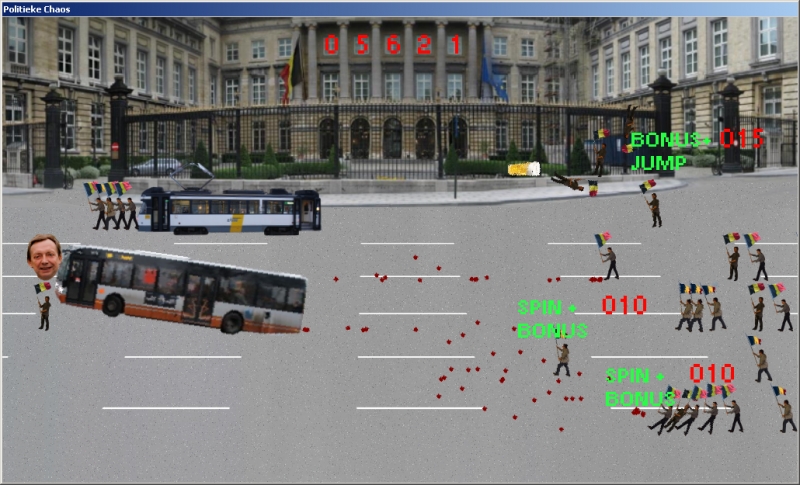 Politieke Chaos
05621
BONUS+ 015
JUMP
SPIN + 010
BONUS
SPIN + 010
BONUS